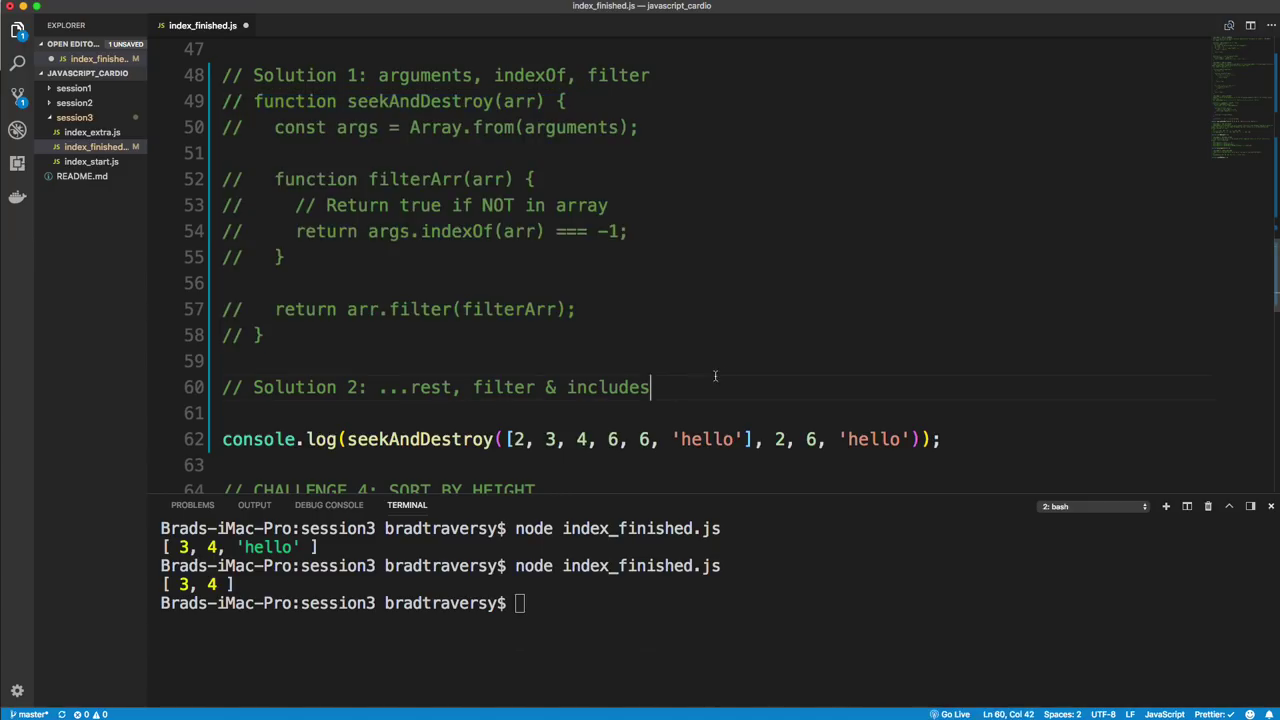 index_finished.js — javascript_cardio
EXPLORER
index_finished.js
OPEN EDITO...
1 UNSAVED
index_finishe...
M
JAVASCRIPT_CARDIO
session1
session2
session3
index_extra.js
index_finished...
M
index_start.js
README.md
1
1
47
48 // Solution 1: arguments, indexOf, filter
49 // function seekAndDestroy(arr) {
50 //   const args = Array.from(arguments);
51
52 //   function filterArr(arr) {
53 //     // Return true if NOT in array
54 //     return args.indexOf(arr) === -1;
55 //   }
56
57 //   return arr.filter(filterArr);
58 // }
59
60 // Solution 2: ...rest, filter & includes
61
62 console.log(seekAndDestroy([2, 3, 4, 6, 6, 'hello'], 2, 6, 'hello'));
63
64 // CHALLENGE 4: SORT BY HEIGHT
PROBLEMS OUTPUT DEBUG CONSOLE TERMINAL
2: bash
Brads-iMac-Pro:session3 bradtraversy$ node index_finished.js
[ 3, 4, 'hello' ]
Brads-iMac-Pro:session3 bradtraversy$ node index_finished.js
[ 3, 4 ]
Brads-iMac-Pro:session3 bradtraversy$
master* 0 0
Go Live Ln 60, Col 42 Spaces: 2 UTF-8 LF JavaScript Prettier: ✓